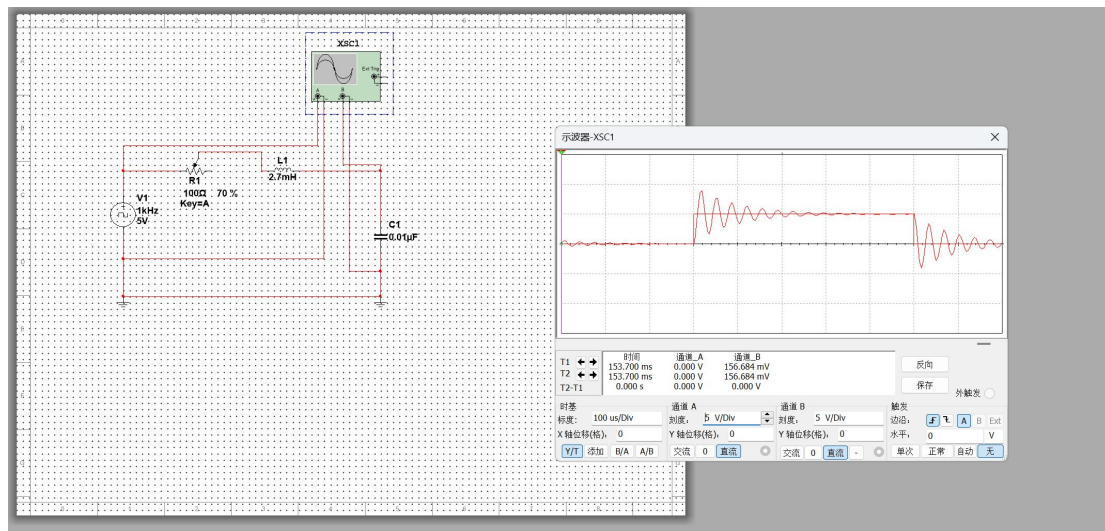 XSC1
Ext Trig
A B
V1
1kHz
5V
R1
100Ω 70 %
Key=A
L1
2.7mH
C1
0.01µF
示波器-XSC1
时间 通道_A 通道_B
T1 153.700 ms 0.000 V 156.684 mV
T2 153.700 ms 0.000 V 156.684 mV
T2-T1 0.000 s 0.000 V 0.000 V
反向
保存
外触发
时基 通道 A 通道 B 触发
标度: 100 us/Div 刻度: 5 V/Div 刻度: 5 V/Div 边沿: A B Ext
X 轴位移(格): 0 Y 轴位移(格): 0 Y 轴位移(格): 0 水平: 0 V
Y/T 添加 B/A A/B 交流 0 直流 交流 0 直流 - 单次 正常 自动 无